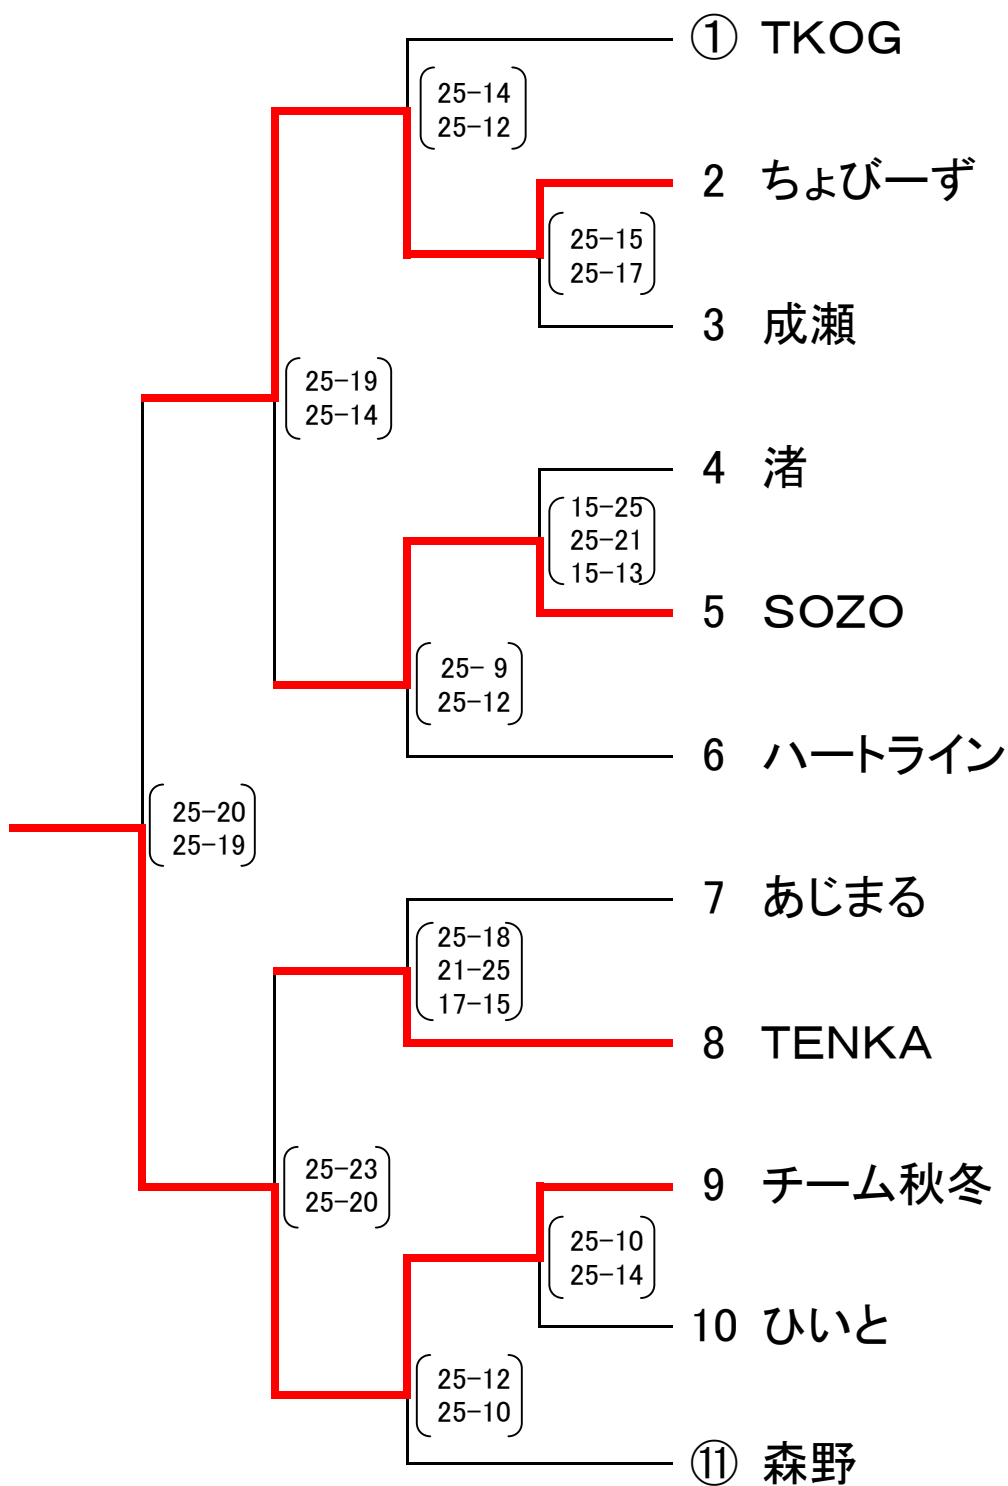 ① TKOG
25-14
25-12
2 ちょびーず
25-15
25-17
3 成瀬
25-19
25-14
4 渚
15-25
25-21
15-13
5 SOZO
25- 9
25-12
6 ハートライン
25-20
25-19
7 あじまる
25-18
21-25
17-15
8 TENKA
25-23
25-20
9 チーム秋冬
25-10
25-14
10 ひいと
25-12
25-10
⑪ 森野